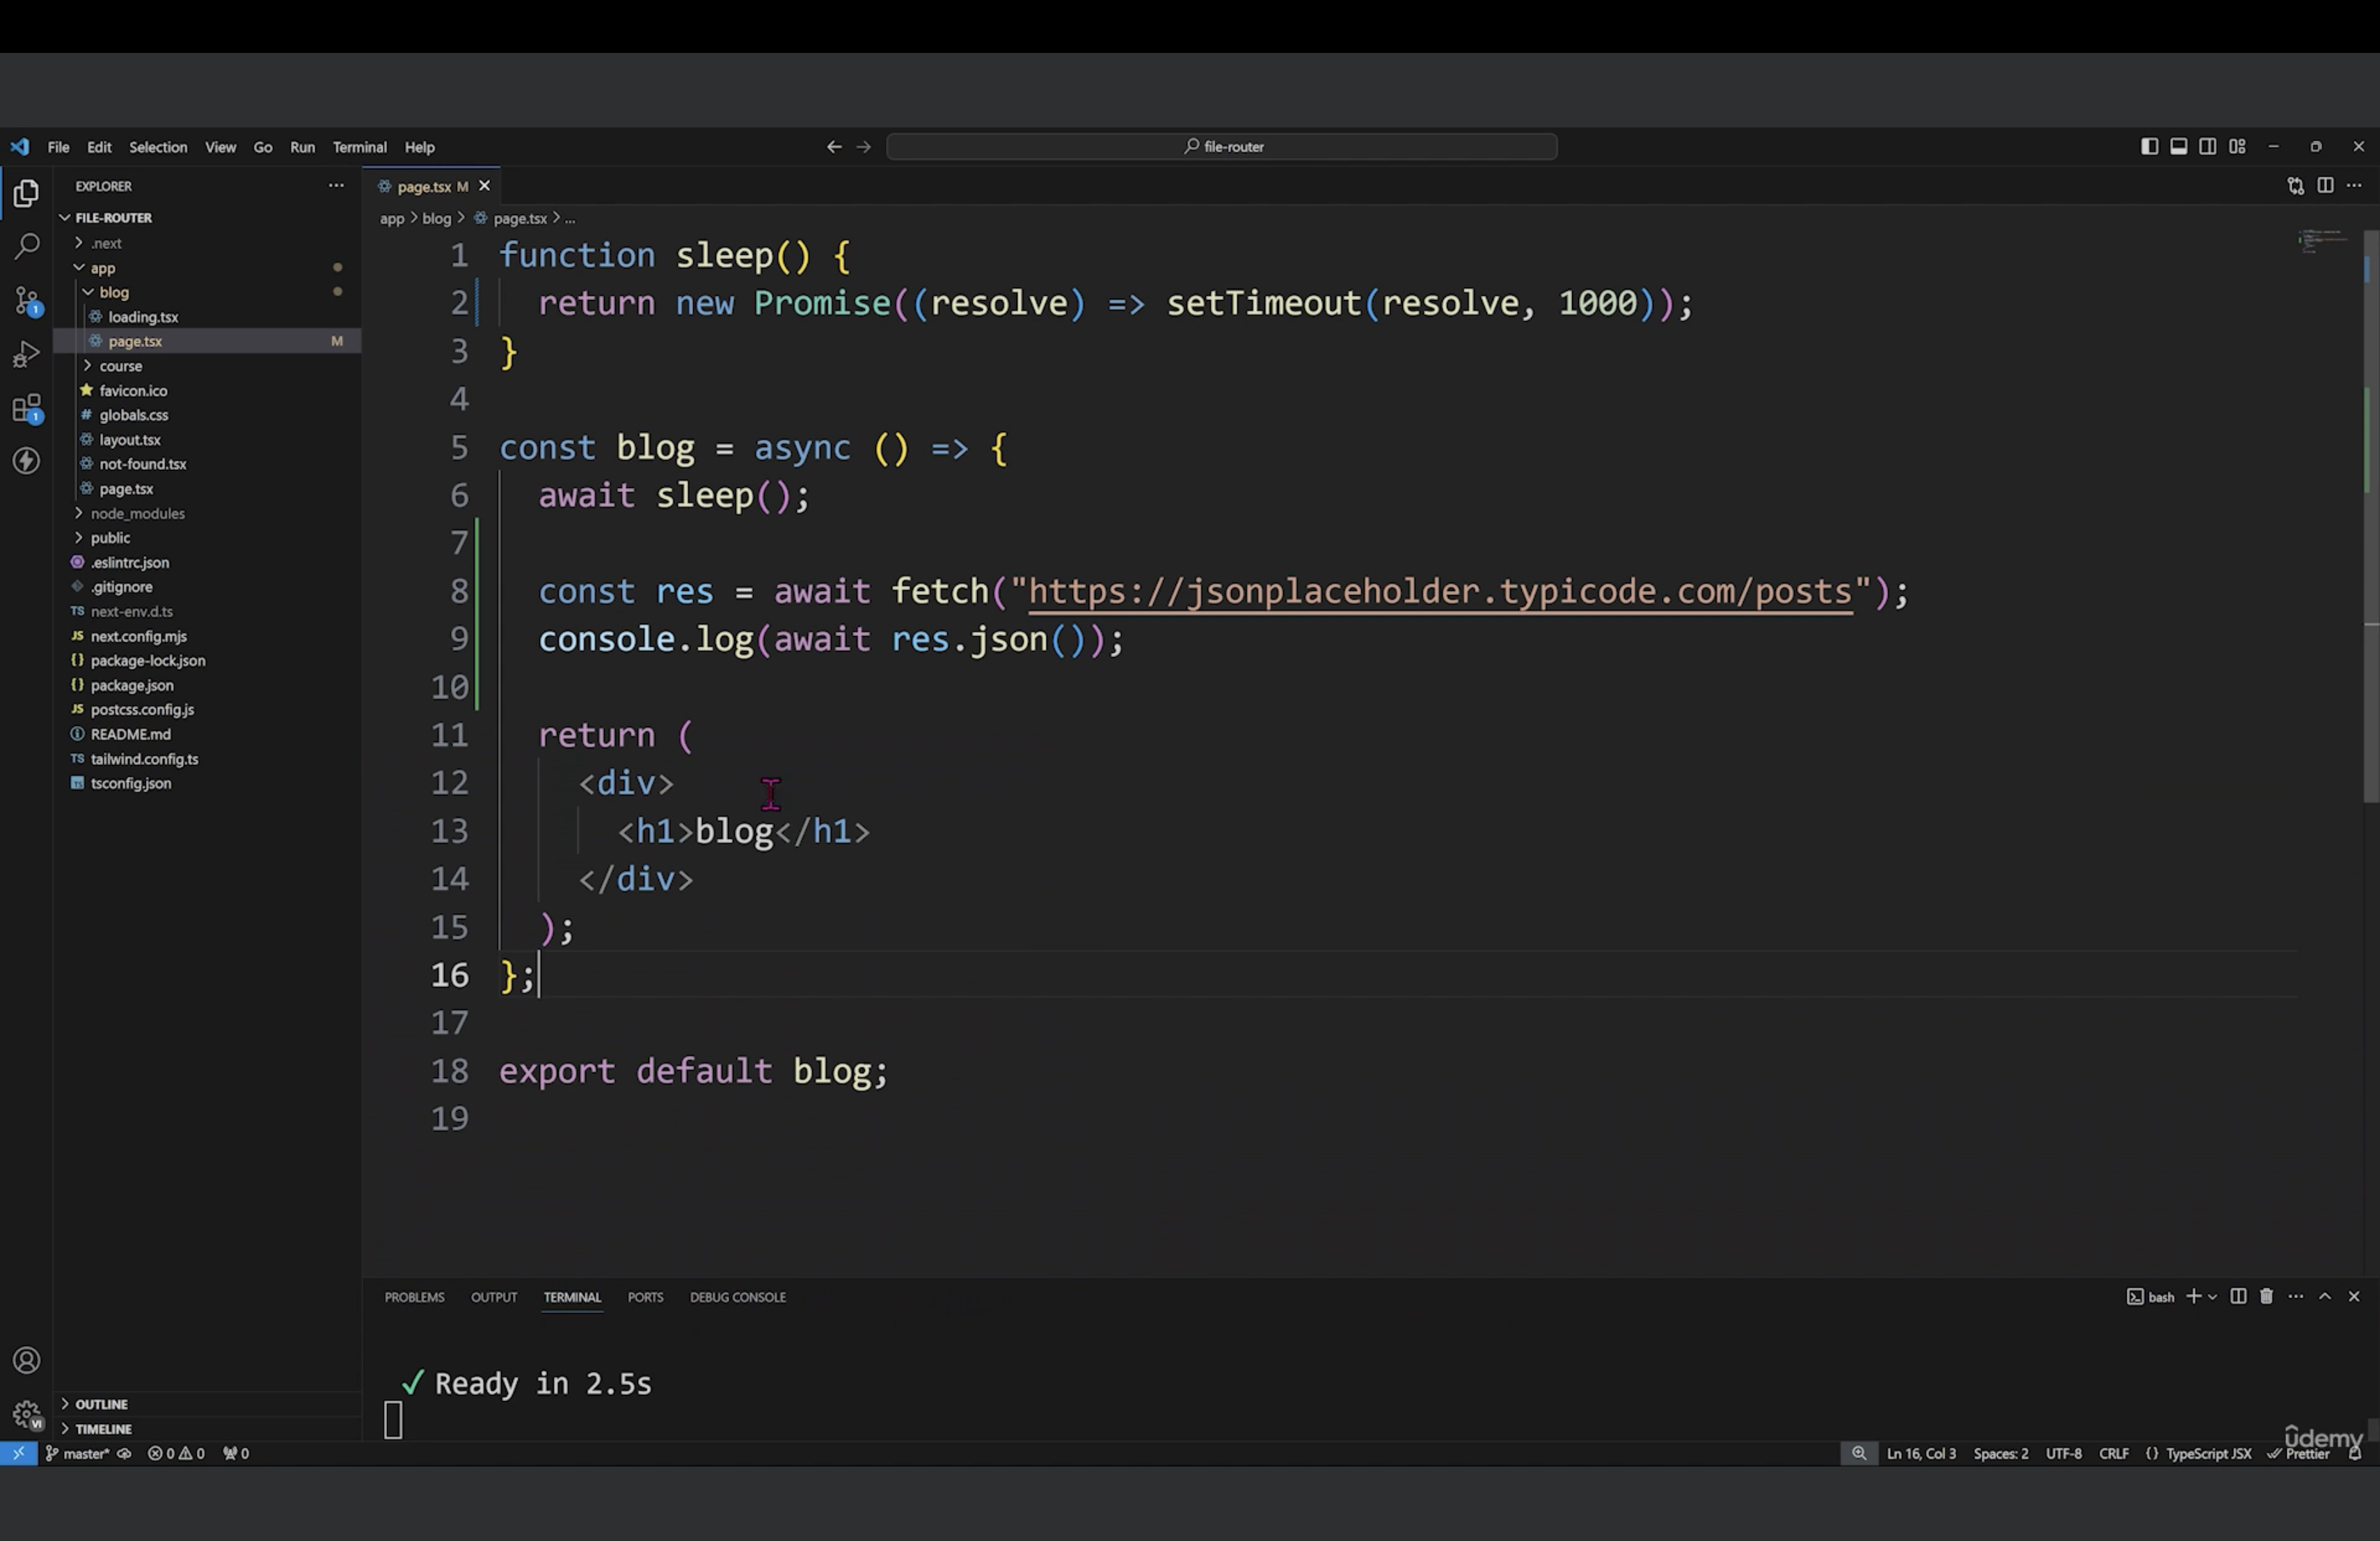 File Edit Selection View Go Run Terminal Help
file-router
EXPLORER
FILE-ROUTER
.next
app
blog
loading.tsx
page.tsx M
course
favicon.ico
# globals.css
layout.tsx
not-found.tsx
page.tsx
node_modules
public
.eslintrc.json
.gitignore
TS next-env.d.ts
JS next.config.mjs
{} package-lock.json
{} package.json
JS postcss.config.js
README.md
TS tailwind.config.ts
tsconfig.json
OUTLINE
TIMELINE
page.tsx M
app > blog > page.tsx > ...
1 function sleep() {
2 return new Promise((resolve) => setTimeout(resolve, 1000));
3 }
4
5 const blog = async () => {
6 await sleep();
7
8 const res = await fetch("https://jsonplaceholder.typicode.com/posts");
9 console.log(await res.json());
10
11 return (
12 <div>
13 <h1>blog</h1>
14 </div>
15 );
16 };
17
18 export default blog;
19
PROBLEMS OUTPUT TERMINAL PORTS DEBUG CONSOLE
bash
✓ Ready in 2.5s
master* 0 0 0
Ln 16, Col 3 Spaces: 2 UTF-8 CRLF {} TypeScript JSX Prettier
ûdemy